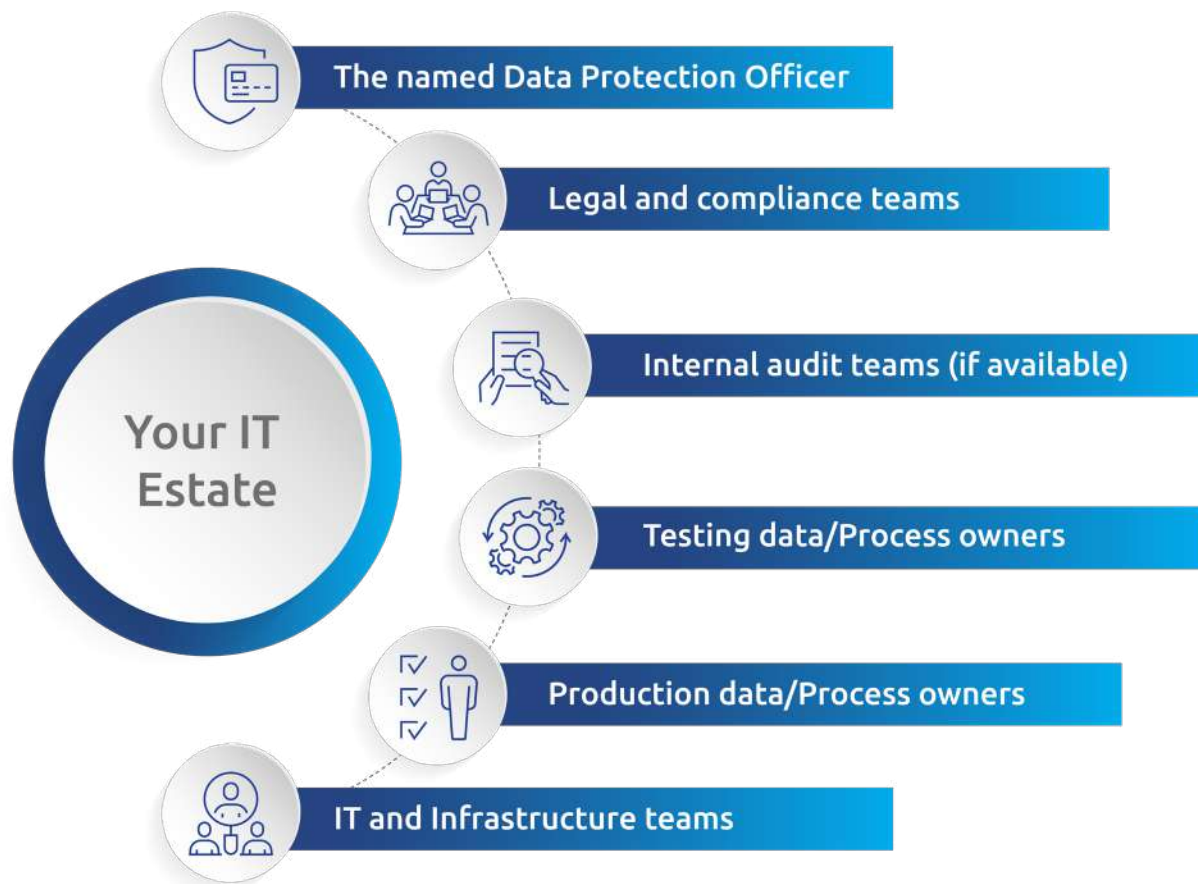 The named Data Protection Officer
Legal and compliance teams
Internal audit teams (if available)
Your IT
Estate
Testing data/Process owners
Production data/Process owners
IT and Infrastructure teams